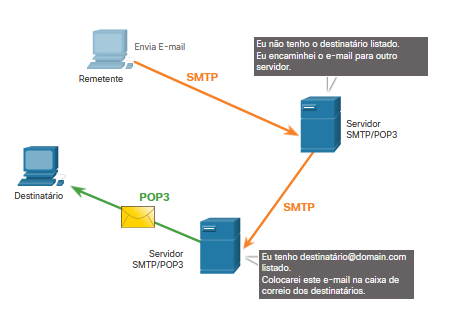 Envia E-mail
Remetente
SMTP
Eu não tenho o destinatário listado.
Eu encaminhei o e-mail para outro
servidor.
Servidor
SMTP/POP3
Destinatário
POP3
SMTP
Servidor
SMTP/POP3
Eu tenho destinatário@domain.com
listado.
Colocarei este e-mail na caixa de
correio dos destinatários.